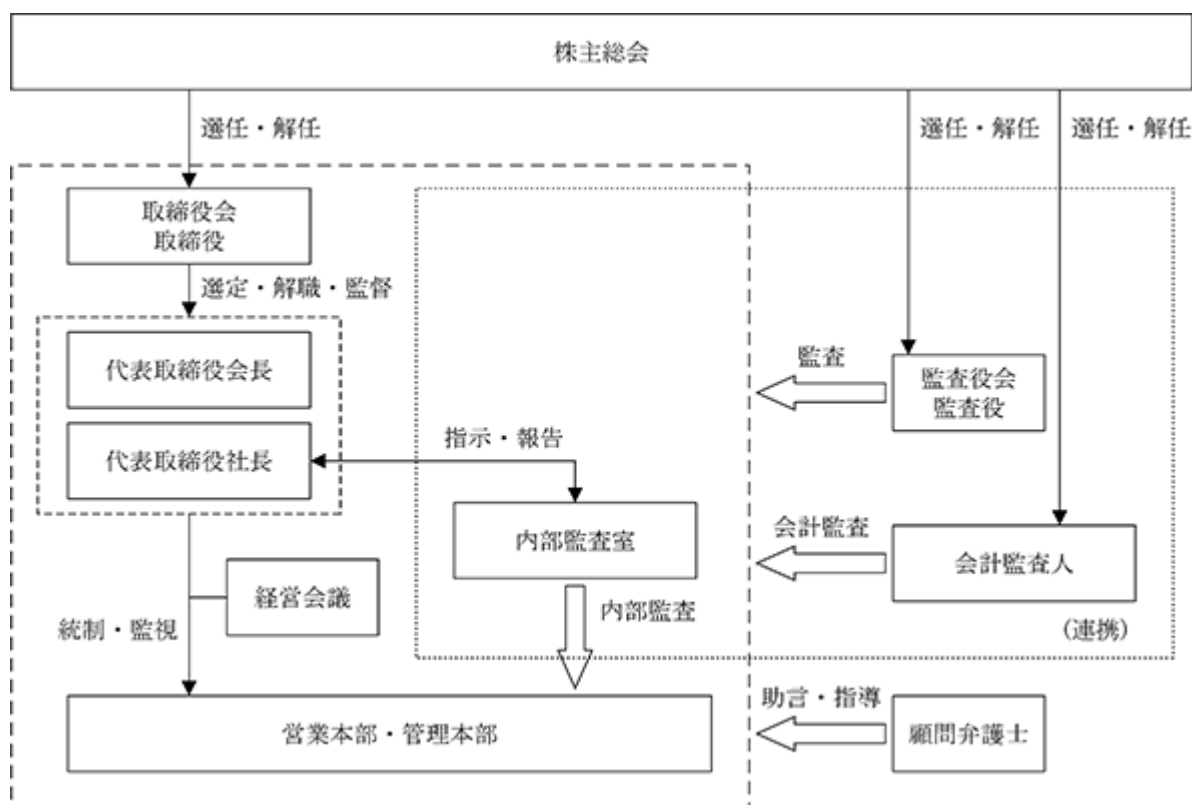 株主総会
選任・解任
選任・解任
選任・解任
取締役会
取締役
選定・解職・監督
代表取締役会長
監査
監査役会
監査役
代表取締役社長
指示・報告
内部監査室
会計監査
会計監査人
経営会議
内部監査
統制・監視
(連携)
営業本部・管理本部
助言・指導
顧問弁護士